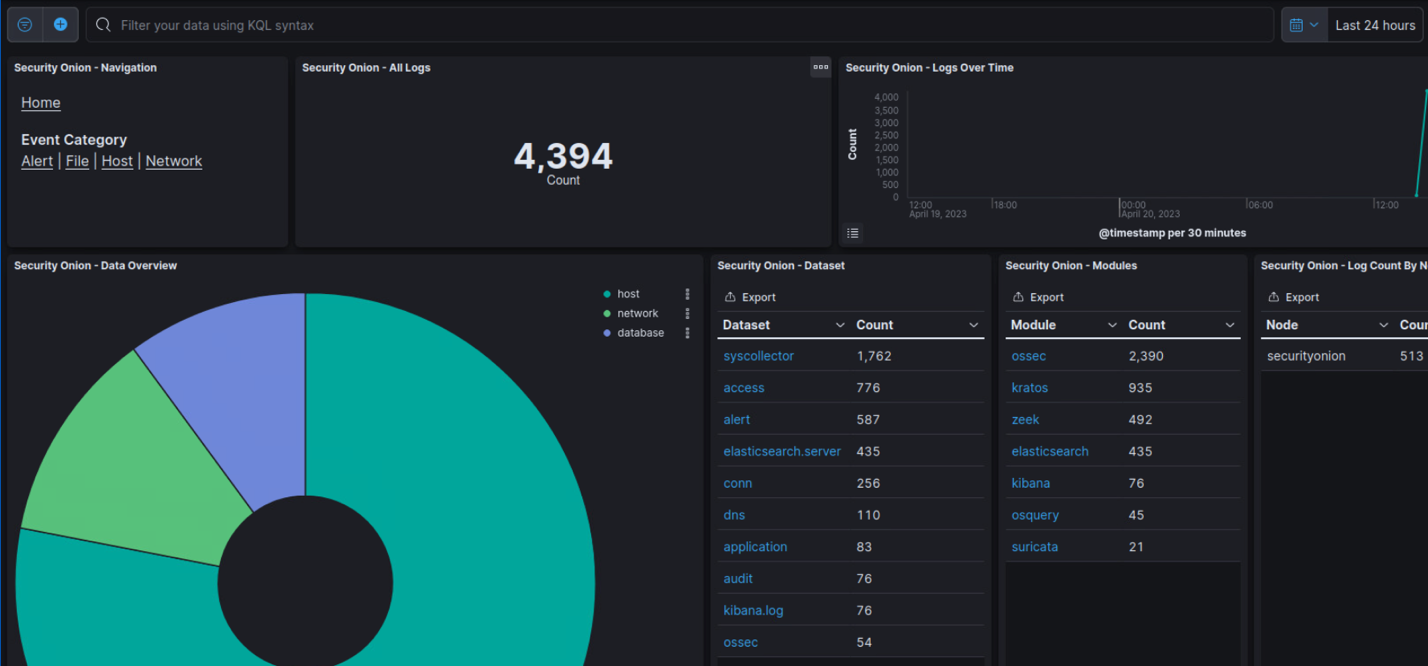 Filter your data using KQL syntax
Last 24 hours
Security Onion - Navigation
Home
Event Category
Alert | File | Host | Network
Security Onion - All Logs
4,394
Count
Security Onion - Logs Over Time
Count
4,000
3,500
3,000
2,500
2,000
1,500
1,000
500
0
12:00 18:00 00:00 06:00 12:00
April 19, 2023 April 20, 2023
@timestamp per 30 minutes
Security Onion - Data Overview
host
network
database
Security Onion - Dataset
Export
Dataset Count
syscollector 1,762
access 776
alert 587
elasticsearch.server 435
conn 256
dns 110
application 83
audit 76
kibana.log 76
ossec 54
Security Onion - Modules
Export
Module Count
ossec 2,390
kratos 935
zeek 492
elasticsearch 435
kibana 76
osquery 45
suricata 21
Security Onion - Log Count By N
Export
Node Coun
securityonion 513